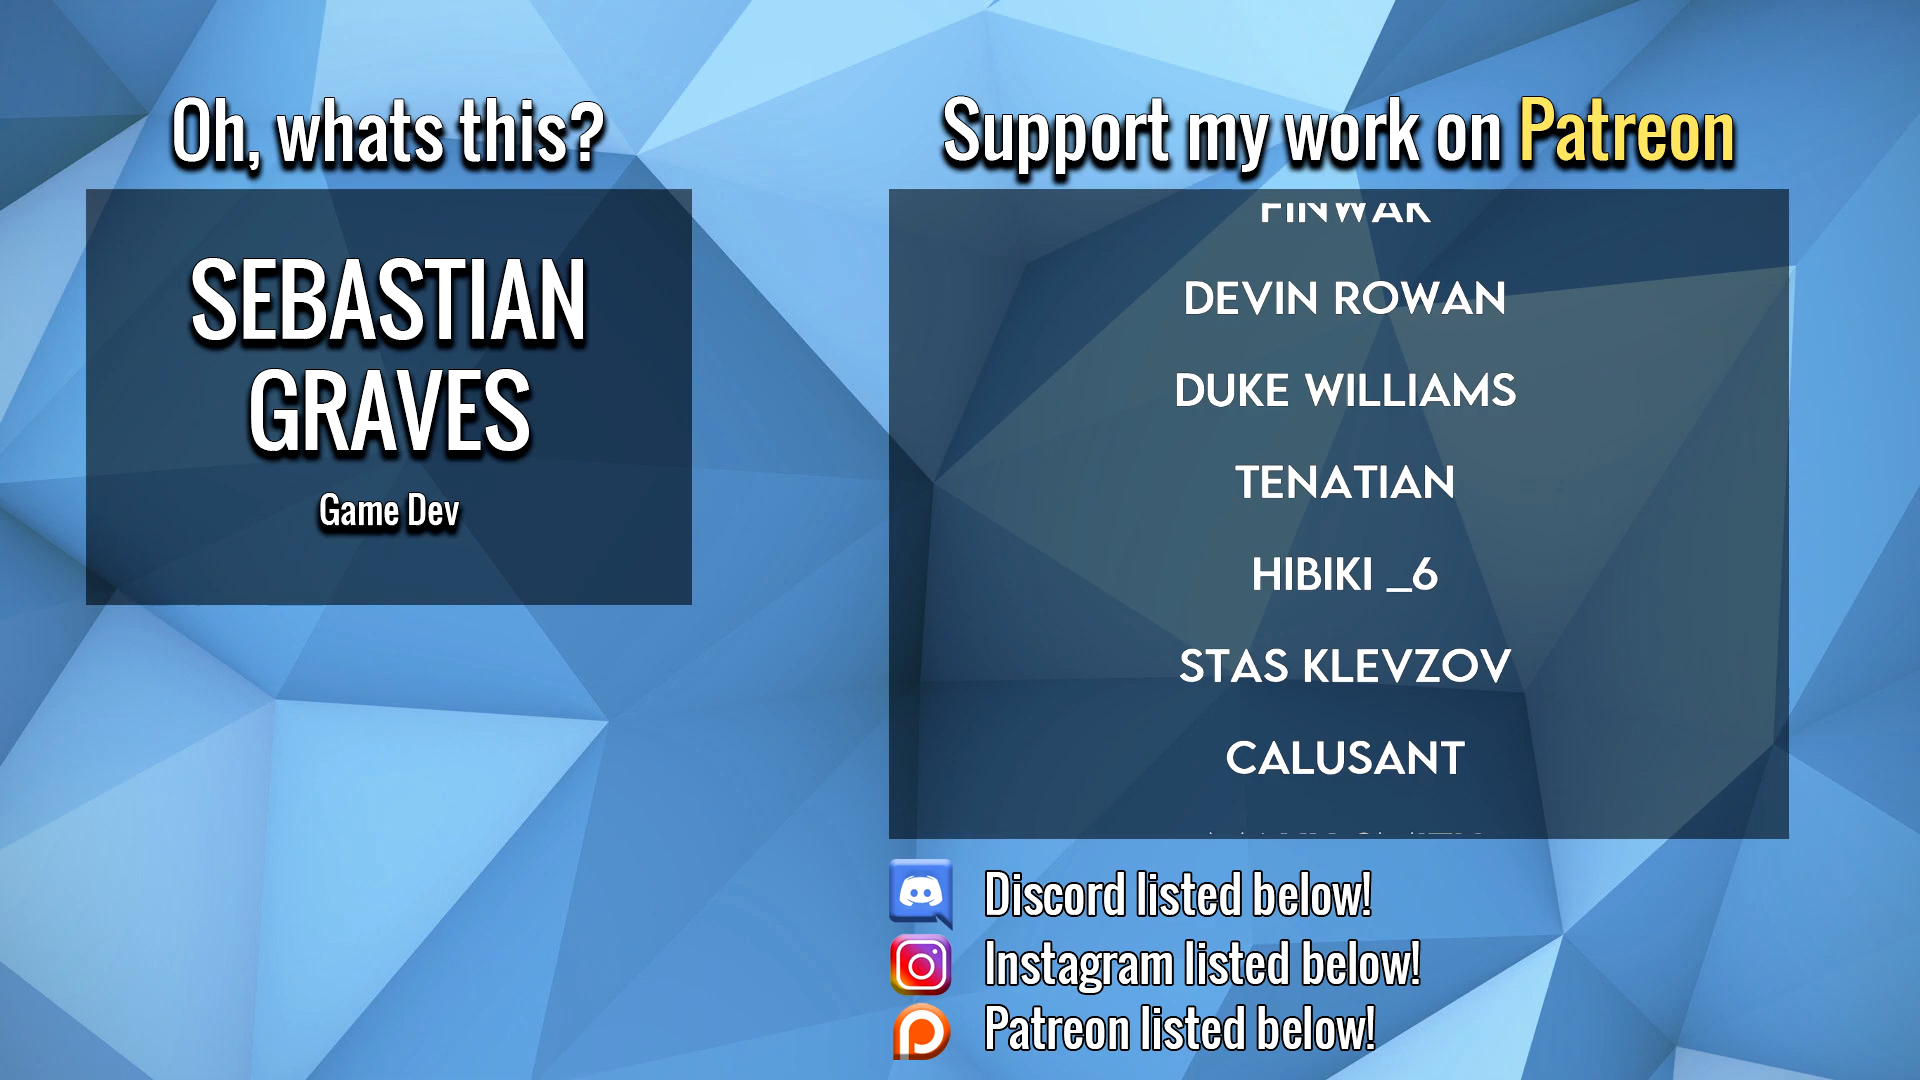 Oh, whats this?
SEBASTIAN
GRAVES
Game Dev
Support my work on Patreon
DEVIN ROWAN
DUKE WILLIAMS
TENATIAN
HIBIKI _6
STAS KLEVZOV
CALUSANT
Discord listed below!
Instagram listed below!
Patreon listed below!